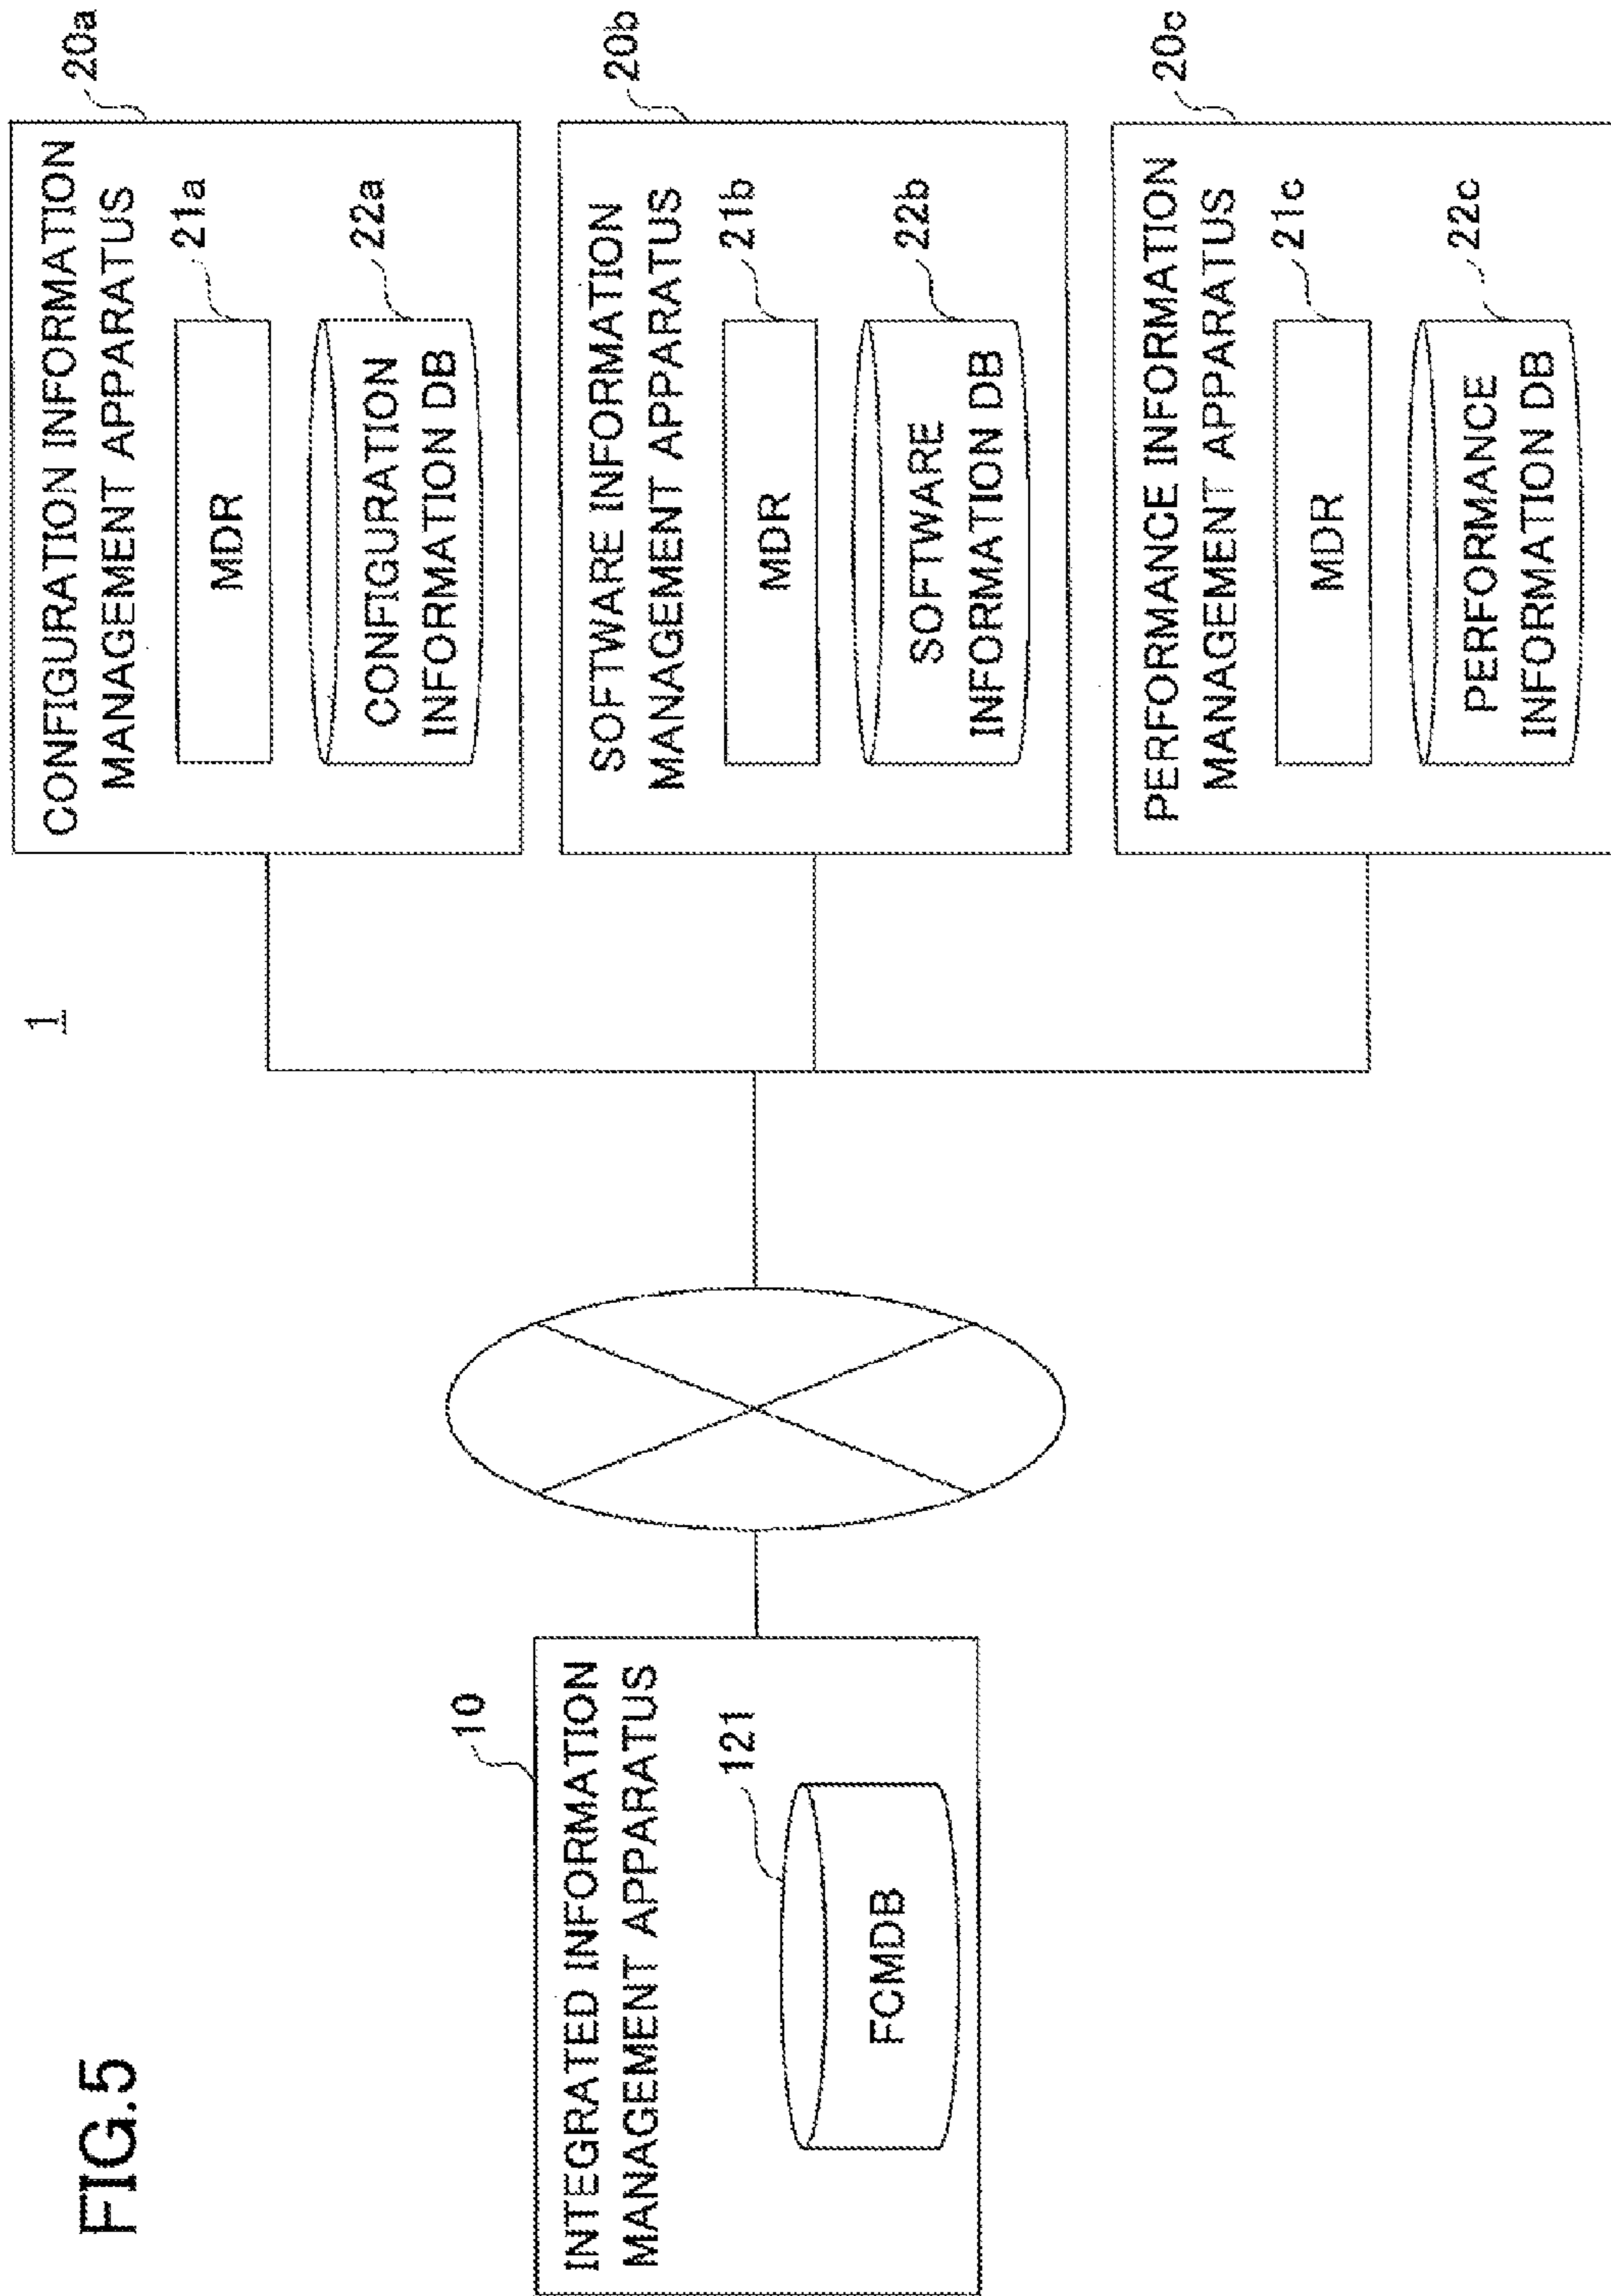 FIG.5
1
INTEGRATED INFORMATION
MANAGEMENT APPARATUS
10
121
FCMDB
CONFIGURATION INFORMATION
MANAGEMENT APPARATUS
20a
MDR
21a
CONFIGURATION
INFORMATION DB
22a
SOFTWARE INFORMATION
MANAGEMENT APPARATUS
20b
MDR
21b
SOFTWARE
INFORMATION DB
22b
PERFORMANCE INFORMATION
MANAGEMENT APPARATUS
20c
MDR
21c
PERFORMANCE
INFORMATION DB
22c